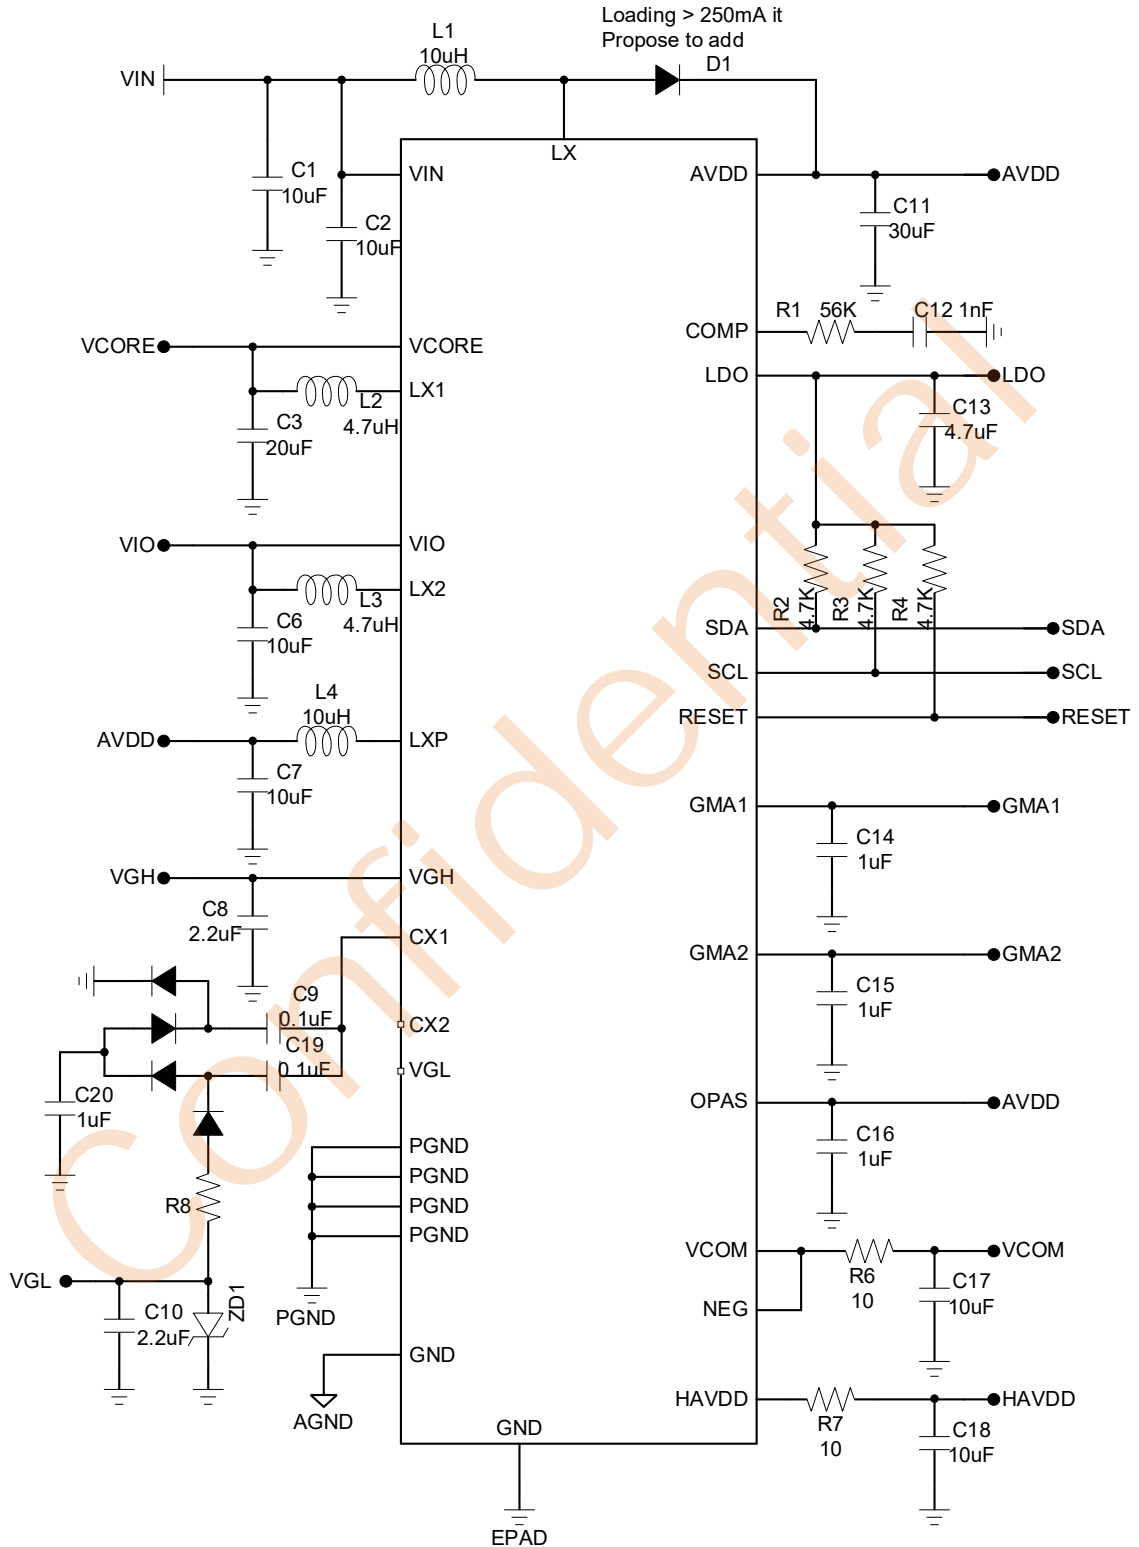 Loading > 250mA it
Propose to add
D1
L1
10uH
VIN
LX
VIN
AVDD
AVDD
C1
10uF
C2
10uF
C11
30uF
R1
56K
C12 1nF
COMP
VCORE
VCORE
LDO
LDO
LX1
L2
4.7uH
C3
20uF
C13
4.7uF
VIO
VIO
LX2
L3
4.7uH
C6
10uF
R2
4.7K
R3
4.7K
R4
4.7K
SDA
SDA
SCL
SCL
RESET
RESET
L4
10uH
AVDD
LXP
C7
10uF
GMA1
GMA1
C14
1uF
VGH
VGH
C8
2.2uF
CX1
GMA2
GMA2
C15
1uF
C9
0.1uF
CX2
C19
0.1uF
VGL
C20
1uF
OPAS
AVDD
C16
1uF
PGND
PGND
PGND
PGND
R8
VGL
ZD1
C10
2.2uF
PGND
VCOM
VCOM
R6
10
C17
10uF
NEG
GND
AGND
HAVDD
HAVDD
R7
10
C18
10uF
GND
EPAD
Confidential